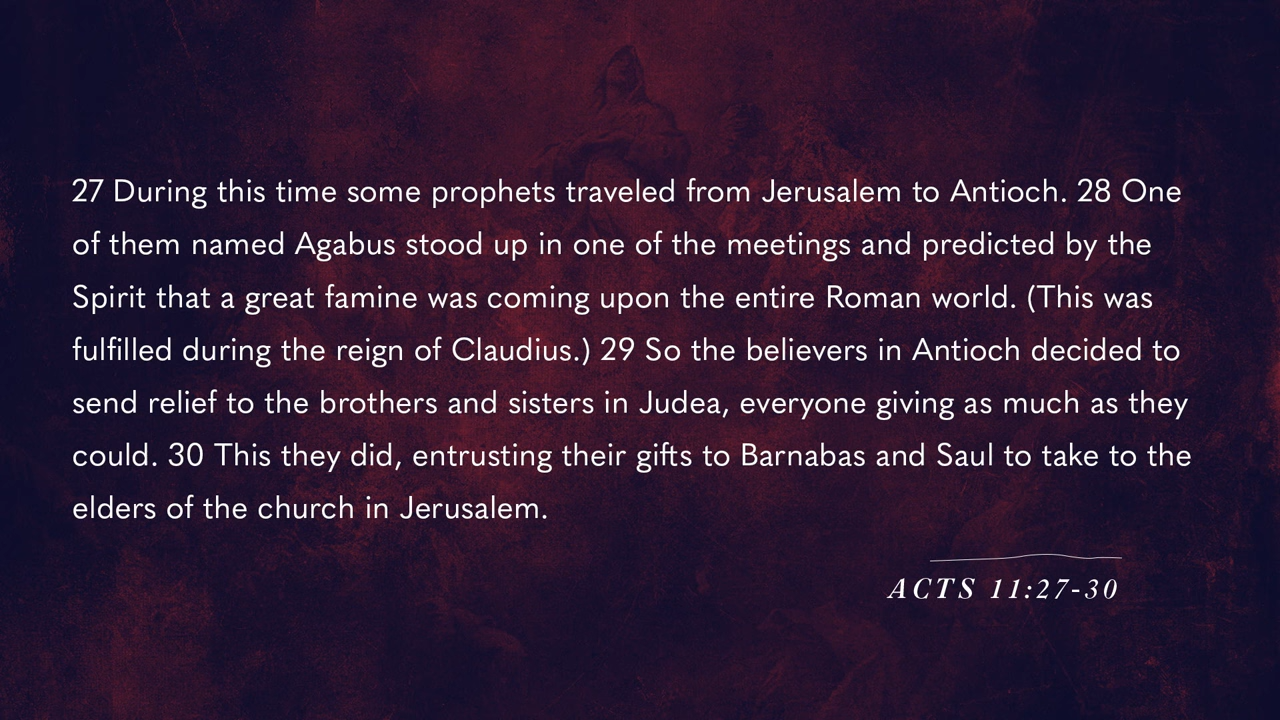 27 During this time some prophets traveled from Jerusalem to Antioch. 28 One
of them named Agabus stood up in one of the meetings and predicted by the
Spirit that a great famine was coming upon the entire Roman world. (This was
fulfilled during the reign of Claudius.) 29 So the believers in Antioch decided to
send relief to the brothers and sisters in Judea, everyone giving as much as they
could. 30 This they did, entrusting their gifts to Barnabas and Saul to take to the
elders of the church in Jerusalem.
ACTS 11:27-30